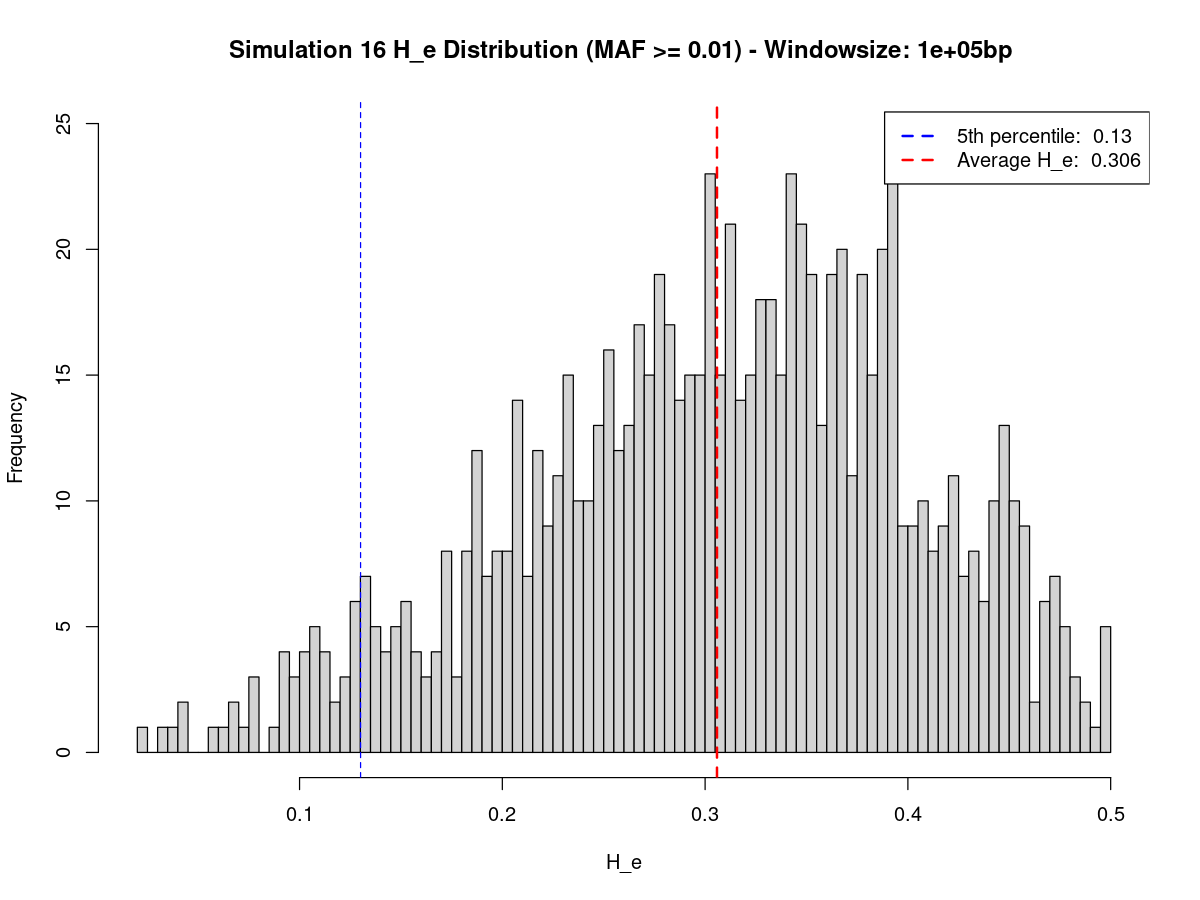 Simulation 16 H_e Distribution (MAF >= 0.01) - Windowsize: 1e+05bp
5th percentile:  0.13
Average H_e:  0.306
Frequency
25
20
15
10
5
0
0.1 0.2 0.3 0.4 0.5
H_e